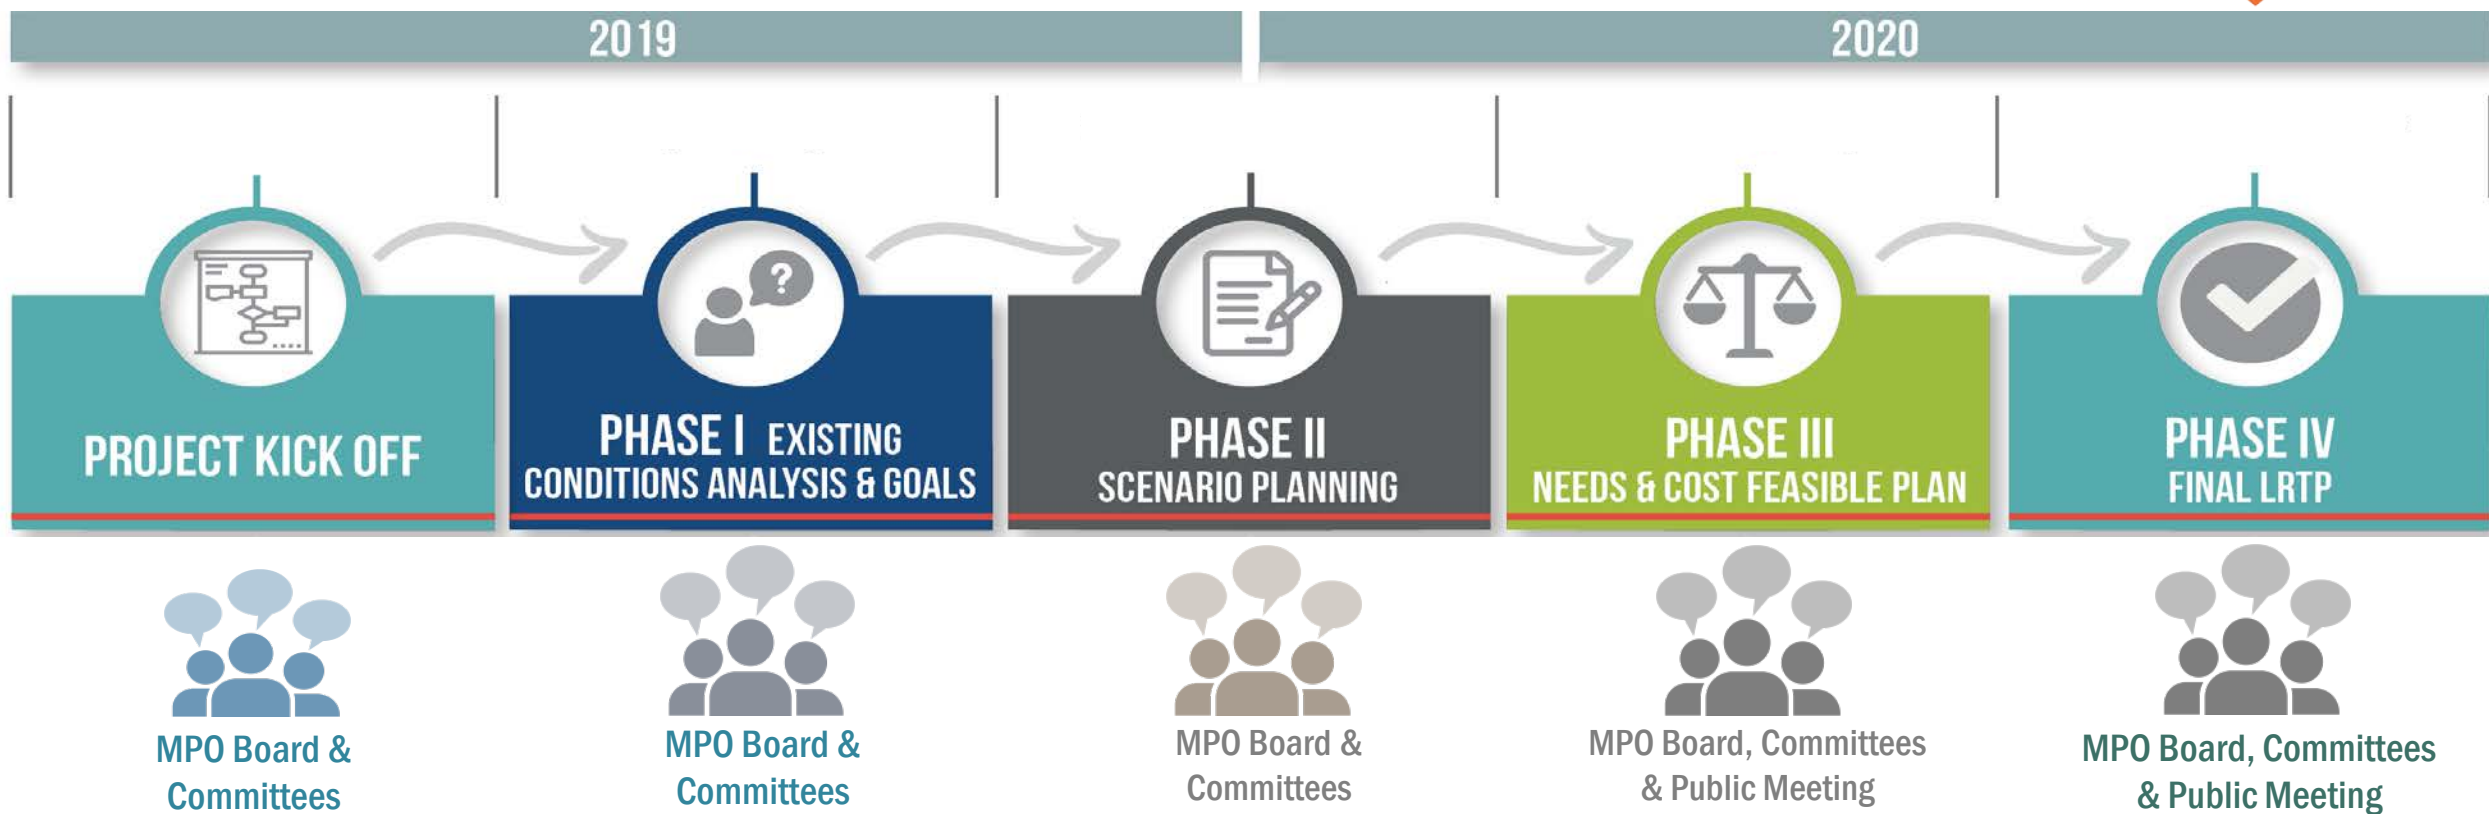 2019
2020
PROJECT KICK OFF
PHASE I EXISTING
CONDITIONS ANALYSIS & GOALS
PHASE II
SCENARIO PLANNING
PHASE III
NEEDS & COST FEASIBLE PLAN
PHASE IV
FINAL LRTP
?
MPO Board &
Committees
MPO Board &
Committees
MPO Board &
Committees
MPO Board, Committees
& Public Meeting
MPO Board, Committees
& Public Meeting